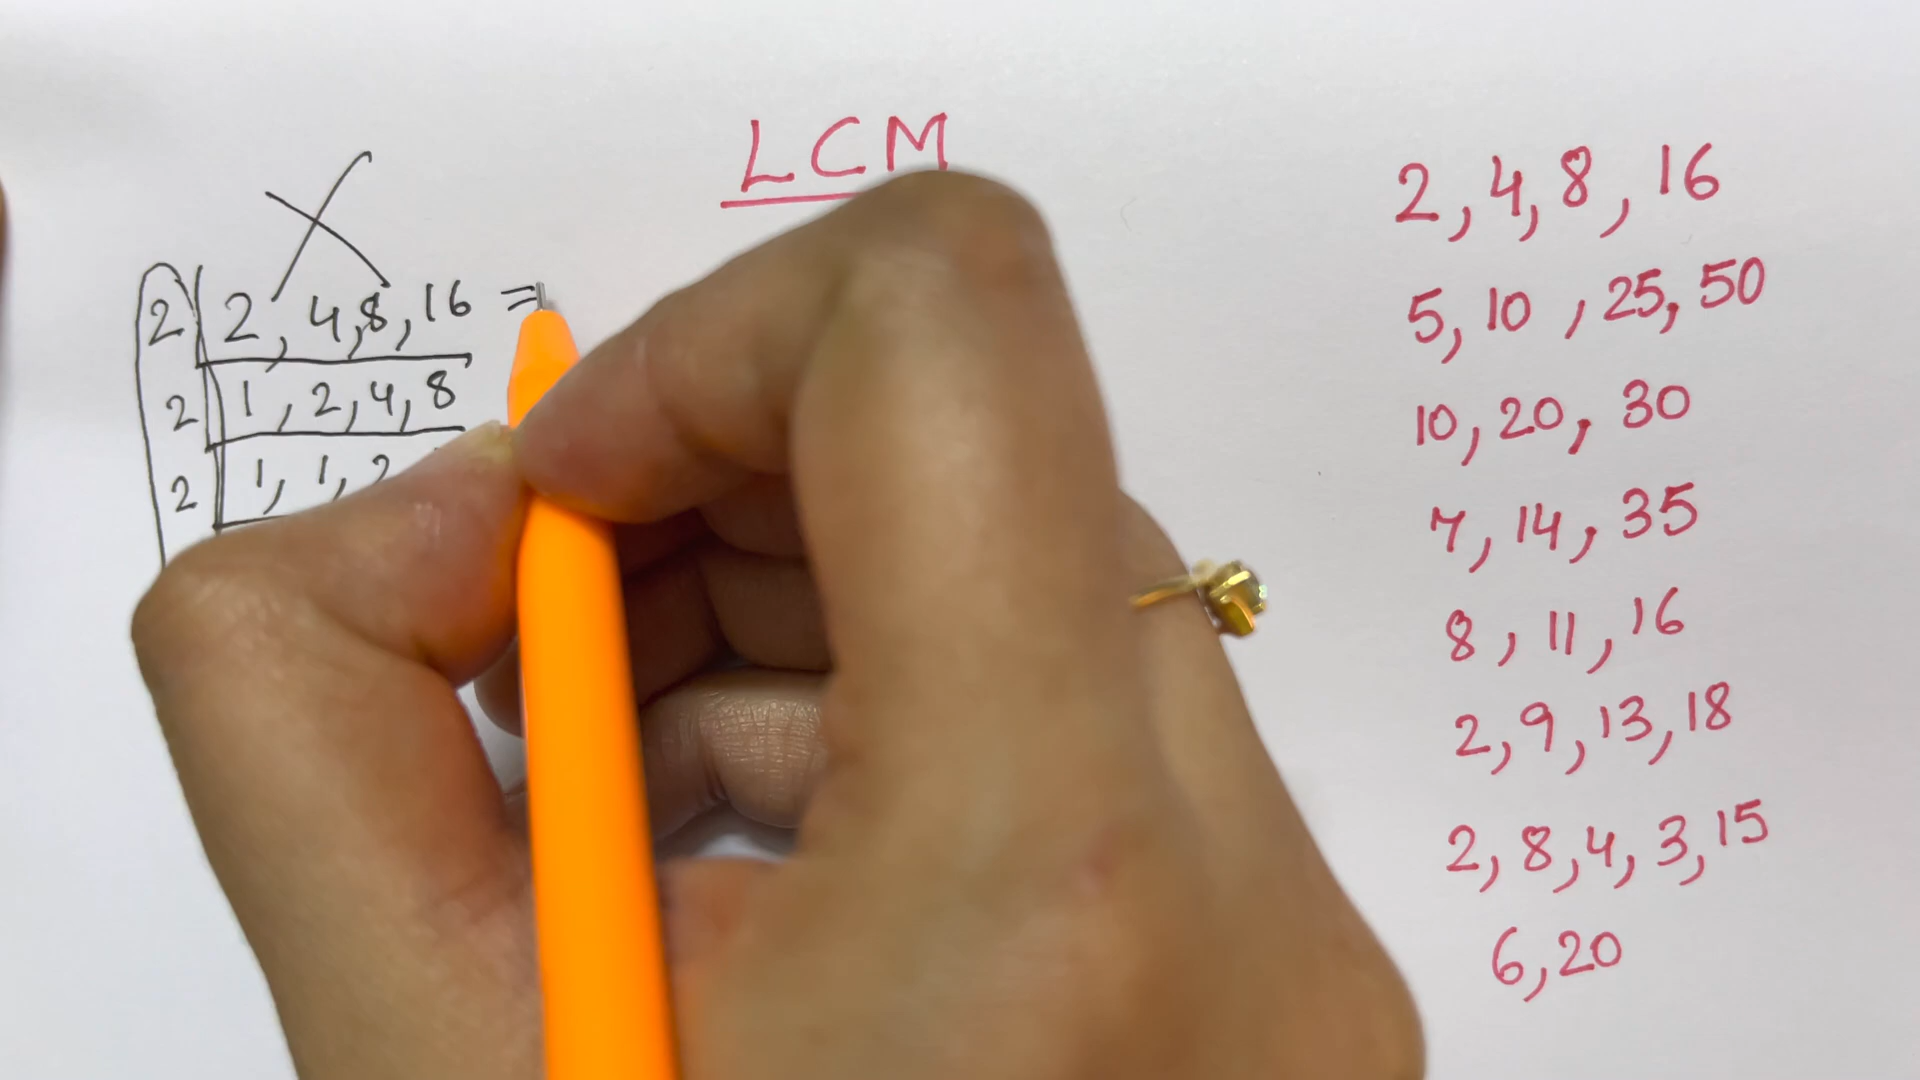 LCM
2 2, 4, 8, 16 =
2 1, 2, 4, 8
2 1, 1, 2
2, 4, 8, 16
5, 10, 25, 50
10, 20, 30
7, 14, 35
8, 11, 16
2, 9, 13, 18
2, 8, 4, 3, 15
6, 20